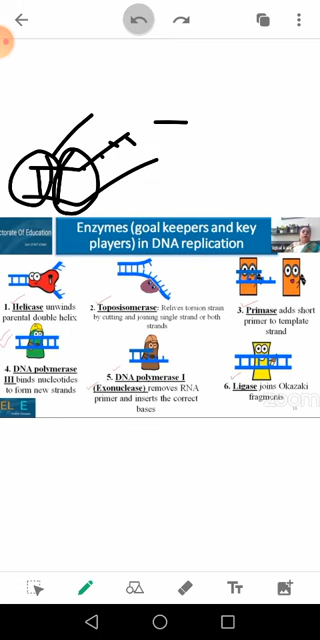 ctorate Of Education
Enzymes (goal keepers and key
players) in DNA replication
1. Helicase unwinds
parental double helix
2. Toposisomerase: Relives torsion strain
by cutting and joining single strand or both
strands
3. Primase adds short
primer to template
strand
4. DNA polymerase
III binds nucleotides
to form new strands
5. DNA polymerase I
(Exonuclease) removes RNA
primer and inserts the correct
bases
6. Ligase joins Okazaki
fragments
EL E
zoom
Tt